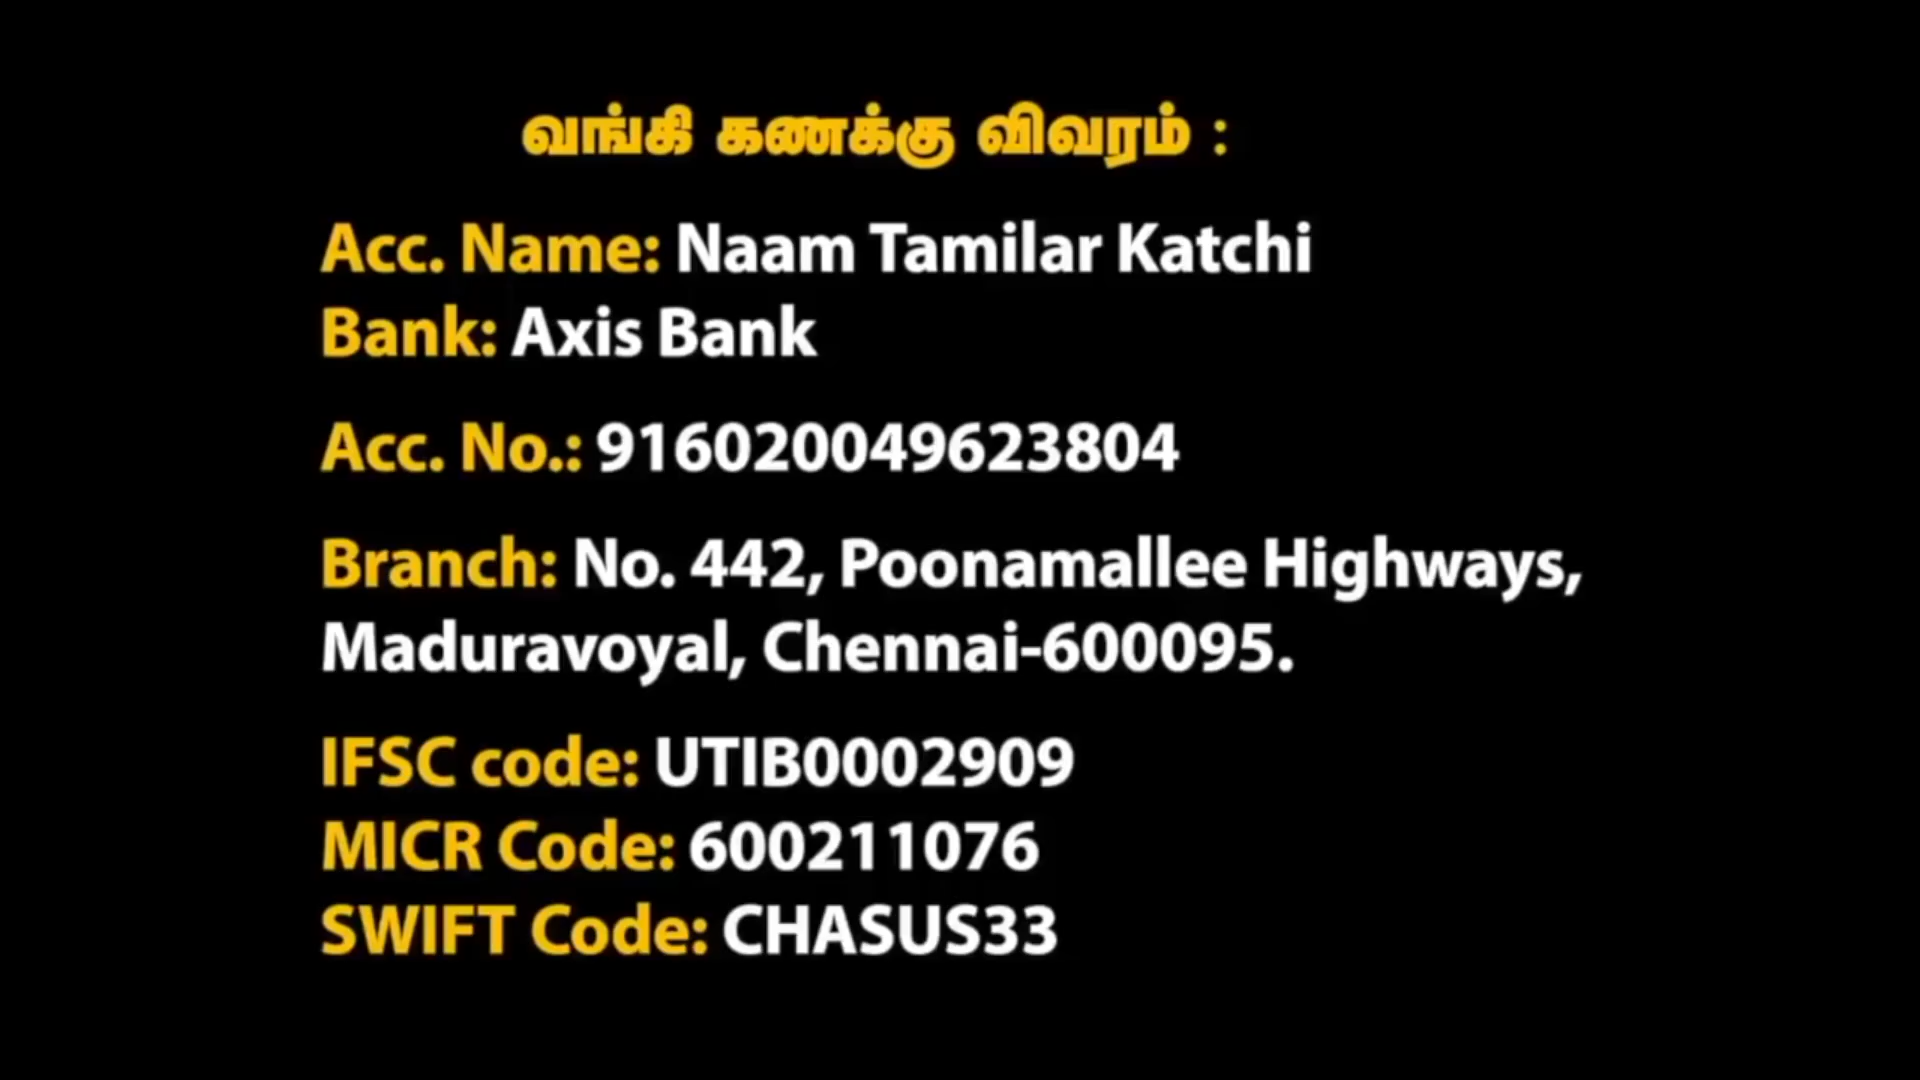 வங்கி கணக்கு விவரம் :
Acc. Name: Naam Tamilar Katchi
Bank: Axis Bank
Acc. No.: 916020049623804
Branch: No. 442, Poonamallee Highways,
Maduravoyal, Chennai-600095.
IFSC code: UTIB0002909
MICR Code: 600211076
SWIFT Code: CHASUS33